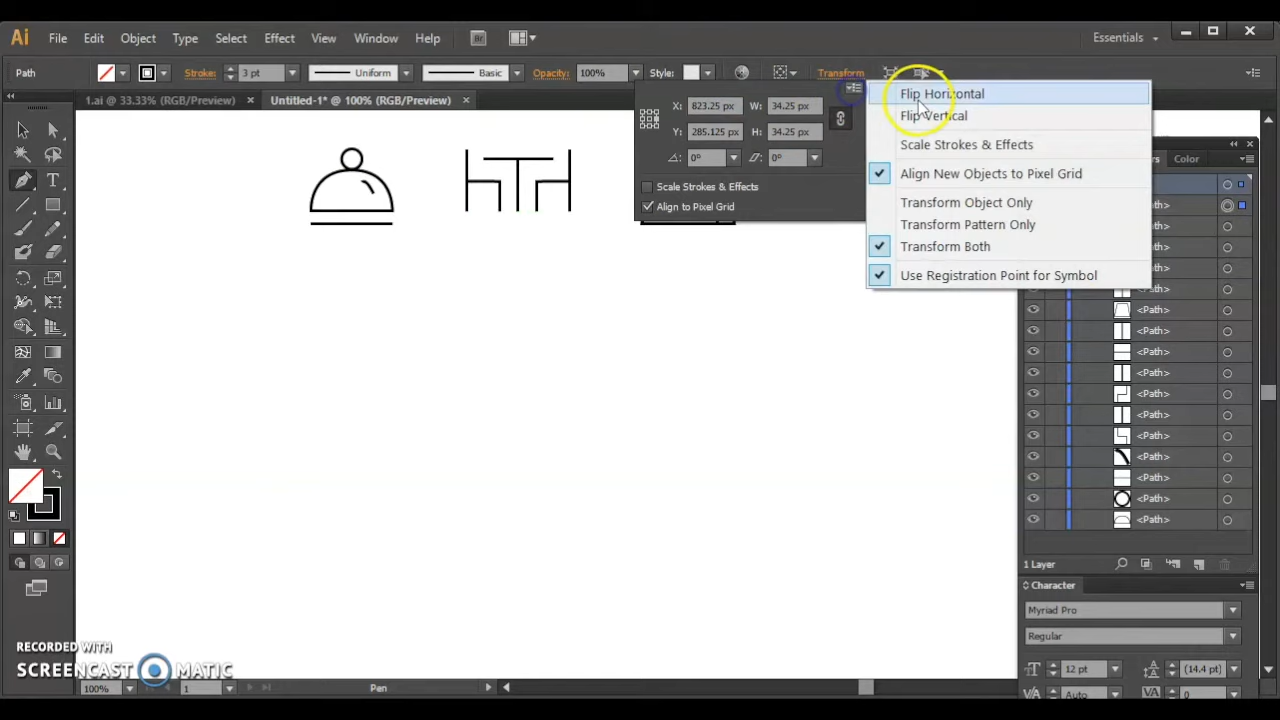 Ai File Edit Object Type Select Effect View Window Help Br Essentials
Path Stroke: 3 pt Uniform Basic Opacity: 100% Style: Transform
1.ai @ 33.33% (RGB/Preview) × Untitled-1* @ 100% (RGB/Preview) ×
X: 823.25 px W: 34.25 px
Y: 285.125 px H: 34.25 px
0° 0°
Scale Strokes & Effects
Align to Pixel Grid
Flip Horizontal
Flip Vertical
Scale Strokes & Effects
Align New Objects to Pixel Grid
Transform Object Only
Transform Pattern Only
Transform Both
Use Registration Point for Symbol
Color
<Path>
<Path>
<Path>
<Path>
<Path>
<Path>
<Path>
<Path>
<Path>
<Path>
<Path>
1 Layer
Character
Myriad Pro
Regular
12 pt (14.4 pt)
Auto 0
RECORDED WITH
SCREENCAST MATIC
100% 1 Pen